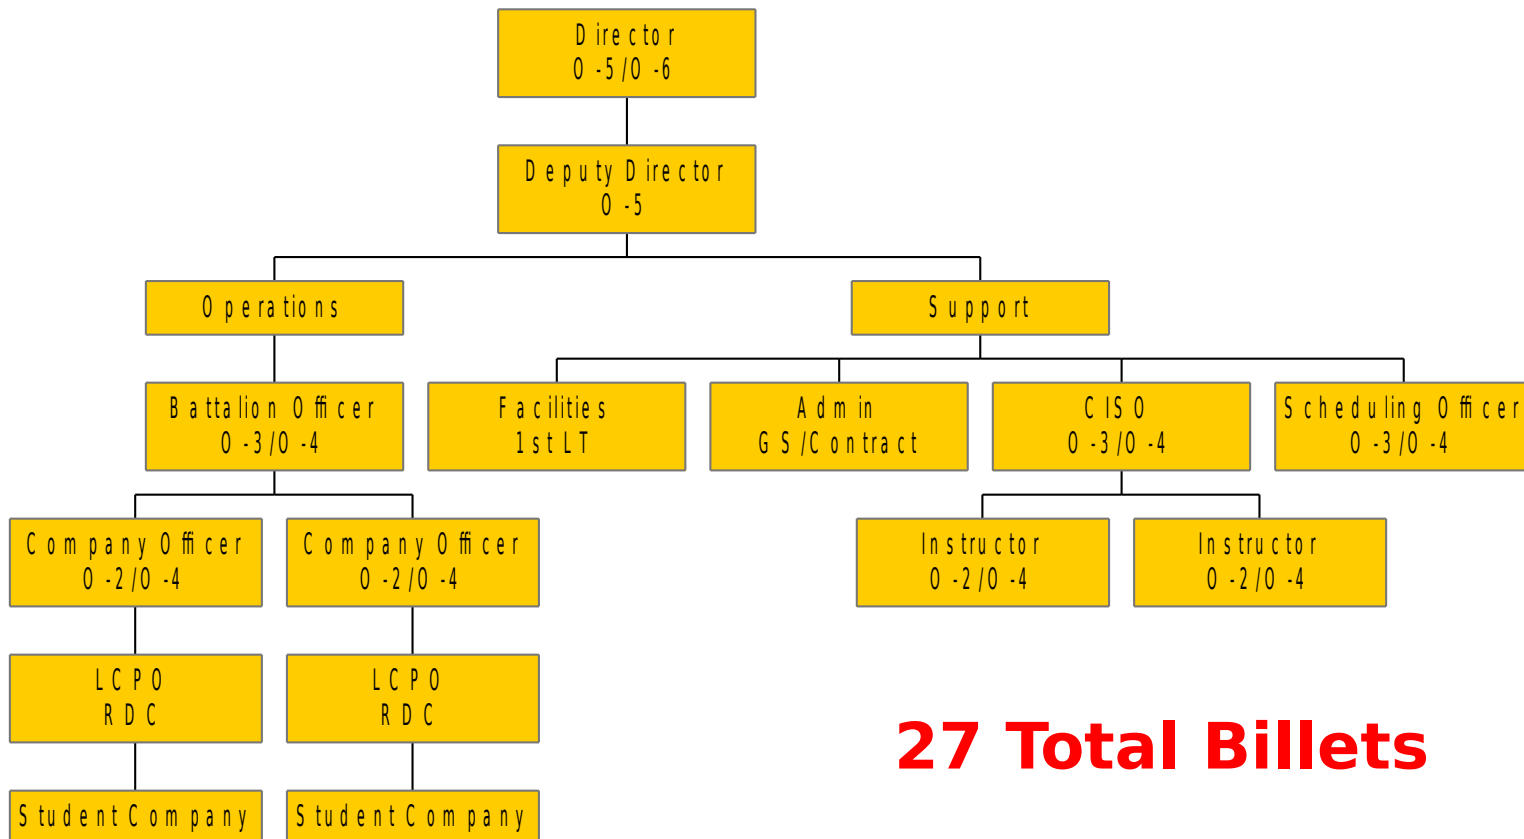 Director
O-5/O-6
Deputy Director
O-5
Operations
Support
Battalion Officer
O-3/O-4
Facilities
1st LT
Admin
GS/Contract
CISO
O-3/O-4
Scheduling Officer
O-3/O-4
Company Officer
O-2/O-4
Company Officer
O-2/O-4
Instructor
O-2/O-4
Instructor
O-2/O-4
LCPO
RDC
LCPO
RDC
27 Total Billets
Student Company
Student Company